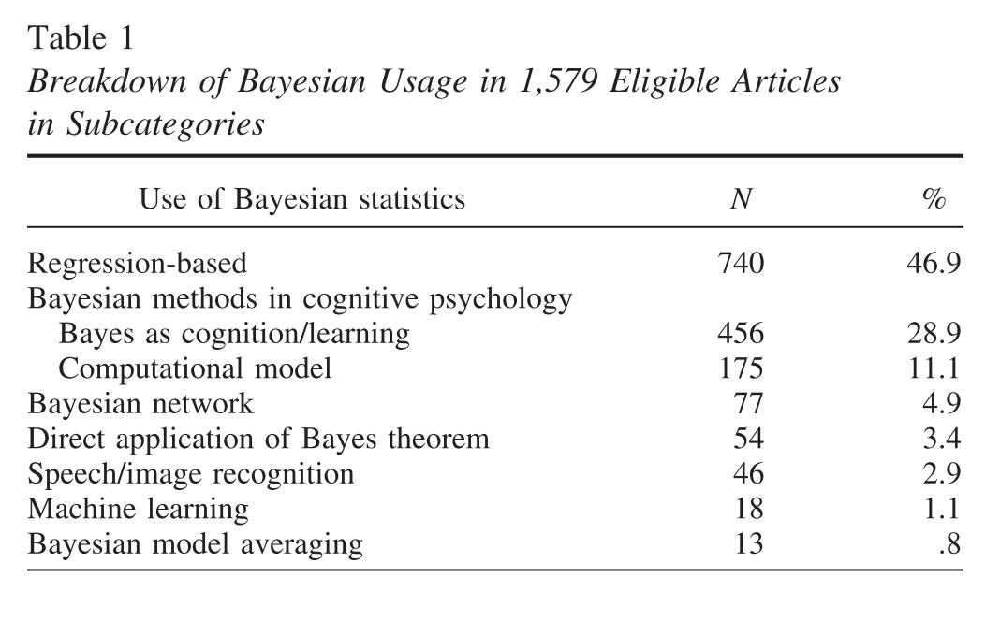 Table 1
Breakdown of Bayesian Usage in 1,579 Eligible Articles
in Subcategories
Use of Bayesian statistics N %
Regression-based 740 46.9
Bayesian methods in cognitive psychology
Bayes as cognition/learning 456 28.9
Computational model 175 11.1
Bayesian network 77 4.9
Direct application of Bayes theorem 54 3.4
Speech/image recognition 46 2.9
Machine learning 18 1.1
Bayesian model averaging 13 .8